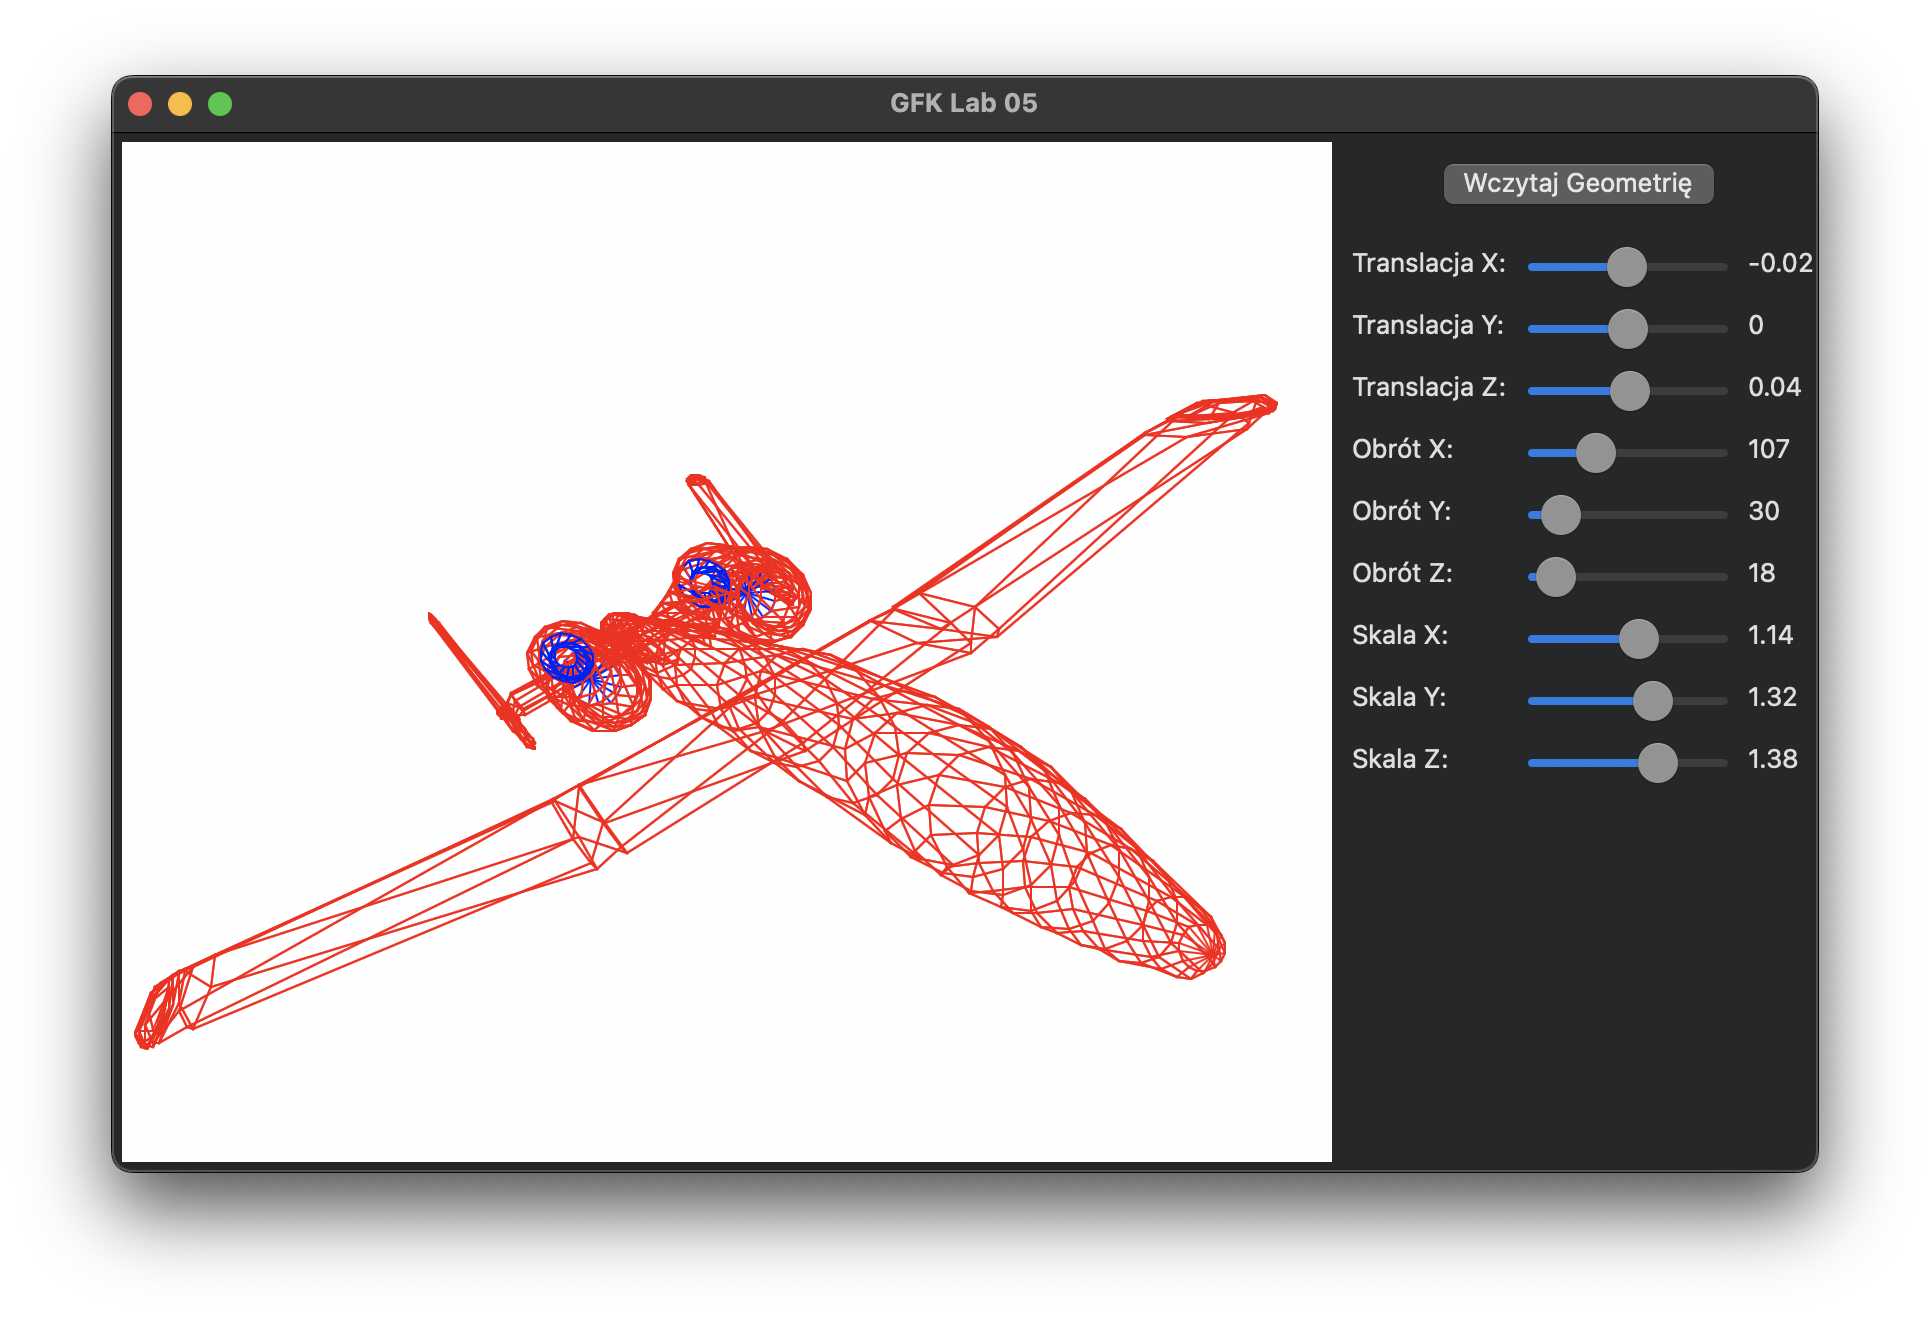 GFK Lab 05
Wczytaj Geometrię
Translacja X: -0.02
Translacja Y: 0
Translacja Z: 0.04
Obrót X: 107
Obrót Y: 30
Obrót Z: 18
Skala X: 1.14
Skala Y: 1.32
Skala Z: 1.38